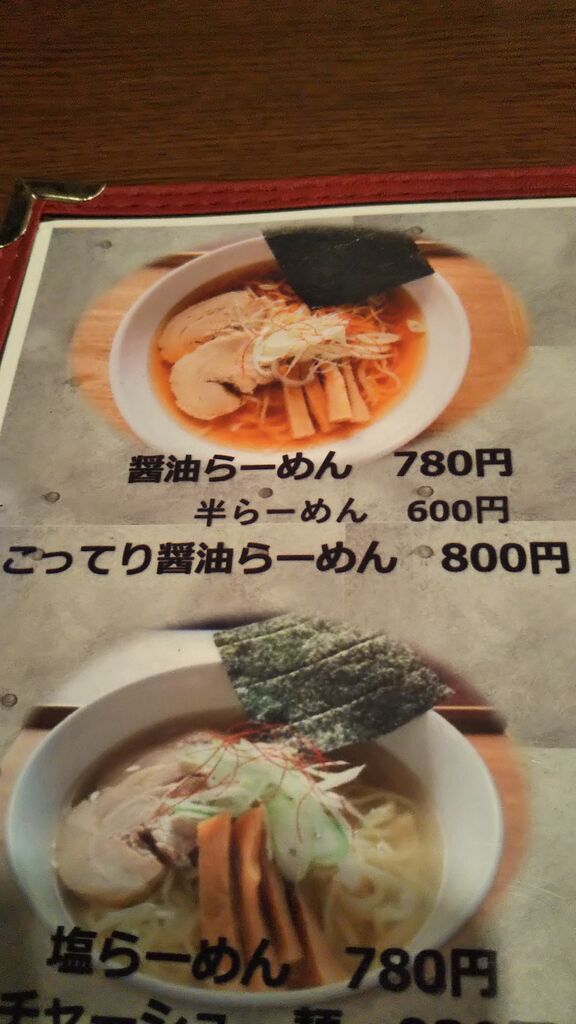 醤油らーめん 780円
半らーめん 600円
こってり醤油らーめん 800円
塩らーめん 780円